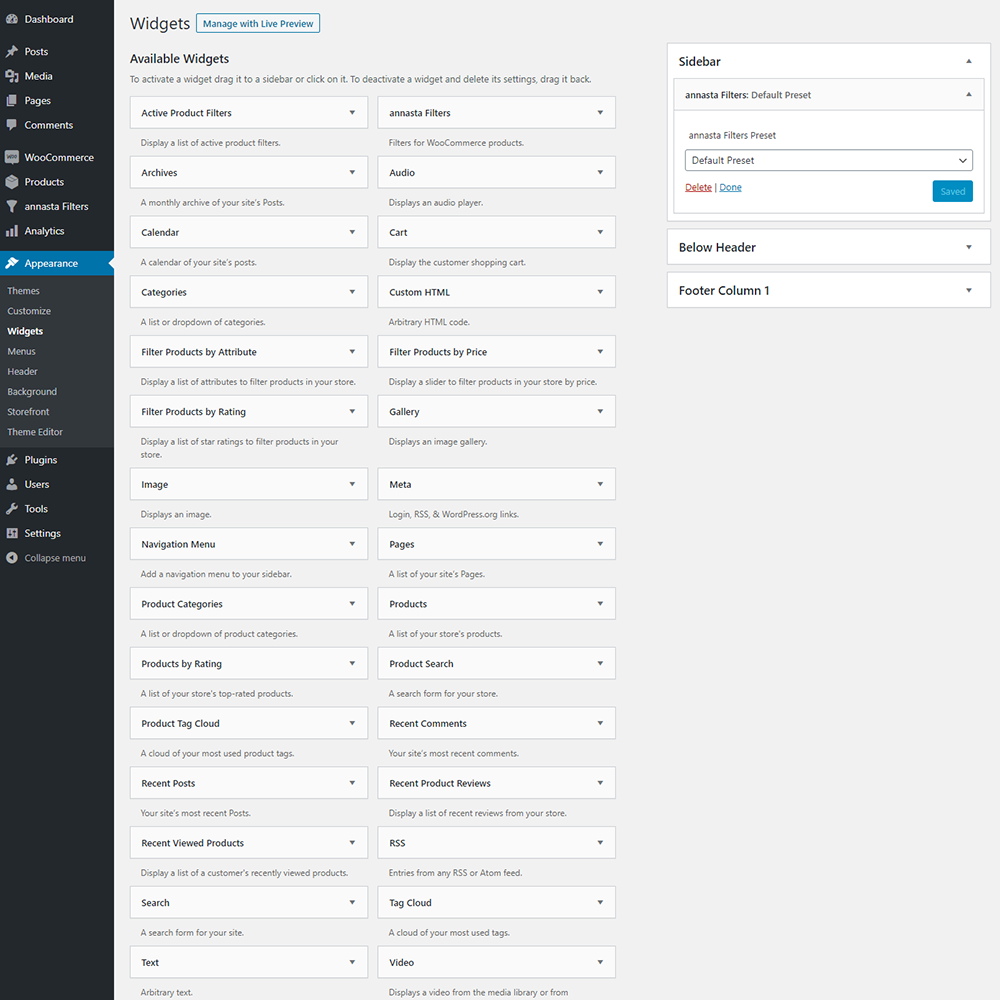 Dashboard
Posts
Media
Pages
Comments
WooCommerce
Products
annasta Filters
Analytics
Appearance
Themes
Customize
Widgets
Menus
Header
Background
Storefront
Theme Editor
Plugins
Users
Tools
Settings
Collapse menu
Widgets
Manage with Live Preview
Available Widgets
To activate a widget drag it to a sidebar or click on it. To deactivate a widget and delete its settings, drag it back.
Active Product Filters
Display a list of active product filters.
annasta Filters
Filters for WooCommerce products.
Archives
A monthly archive of your site's Posts.
Audio
Displays an audio player.
Calendar
A calendar of your site's posts.
Cart
Display the customer shopping cart.
Categories
A list or dropdown of categories.
Custom HTML
Arbitrary HTML code.
Filter Products by Attribute
Display a list of attributes to filter products in your store.
Filter Products by Price
Display a slider to filter products in your store by price.
Filter Products by Rating
Display a list of star ratings to filter products in your
store.
Gallery
Displays an image gallery.
Image
Displays an image.
Meta
Login, RSS, & WordPress.org links.
Navigation Menu
Add a navigation menu to your sidebar.
Pages
A list of your site's Pages.
Product Categories
A list or dropdown of product categories.
Products
A list of your store's products.
Products by Rating
A list of your store's top-rated products.
Product Search
A search form for your store.
Product Tag Cloud
A cloud of your most used product tags.
Recent Comments
Your site's most recent comments.
Recent Posts
Your site's most recent Posts.
Recent Product Reviews
Display a list of recent reviews from your store.
Recent Viewed Products
Display a list of a customer's recently viewed products.
RSS
Entries from any RSS or Atom feed.
Search
A search form for your site.
Tag Cloud
A cloud of your most used tags.
Text
Arbitrary text.
Video
Displays a video from the media library or from
Sidebar
annasta Filters: Default Preset
annasta Filters Preset
Default Preset
Delete | Done
Saved
Below Header
Footer Column 1